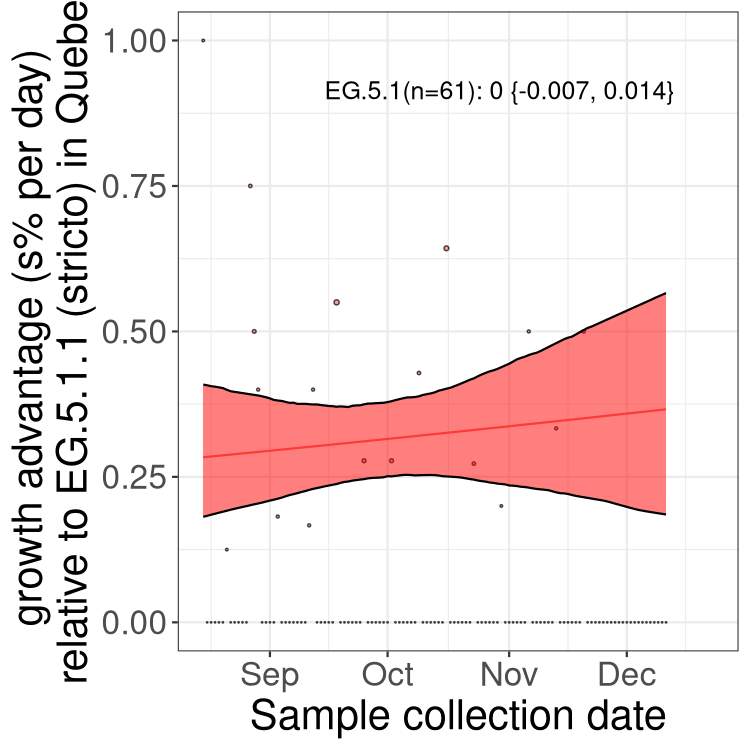 growth advantage (s% per day)
relative to EG.5.1.1 (stricto) in Quebe
1.00
0.75
0.50
0.25
0.00
EG.5.1(n=61): 0 {-0.007, 0.014}
Sep Oct Nov Dec
Sample collection date